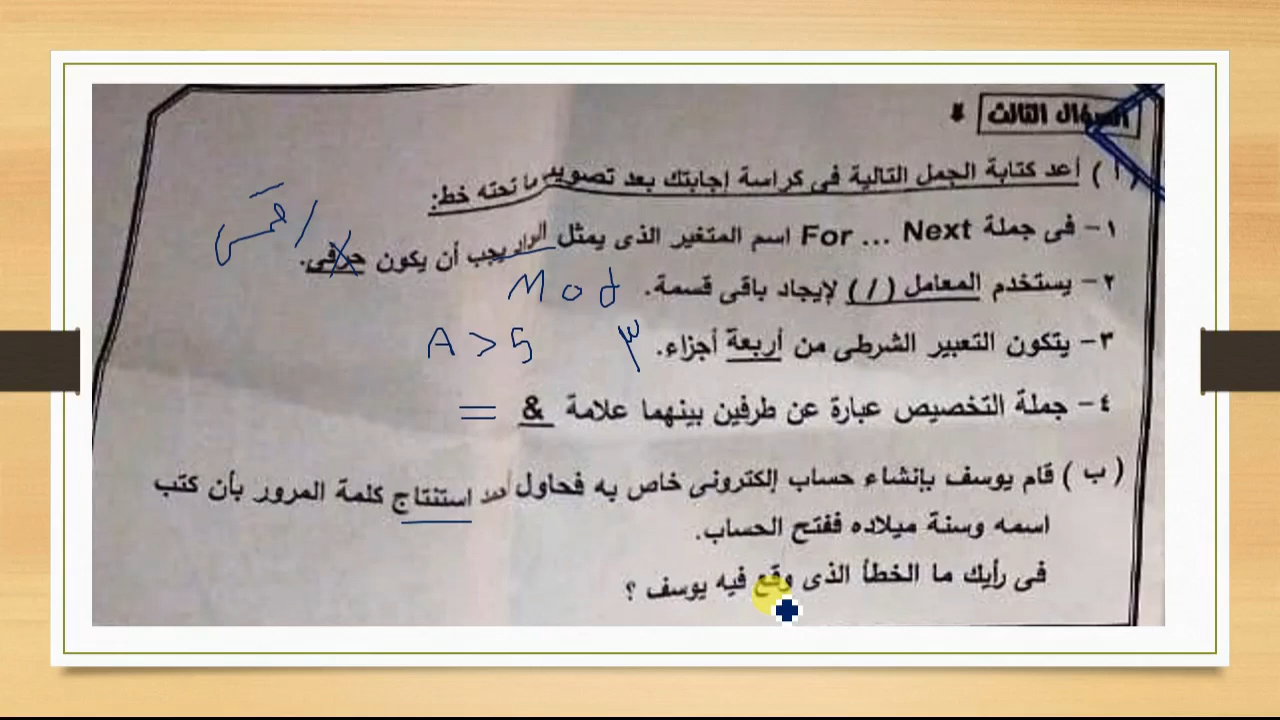 السؤال الثالث
( أ ) أعد كتابة الجمل التالية فى كراسة إجابتك بعد تصويب ما تحته خط:
١- فى جملة For ... Next اسم المتغير الذى يمثل العداد يجب أن يكون حرفى.
٢- يستخدم المعامل ( / ) لإيجاد باقى قسمة. Mod
٣- يتكون التعبير الشرطى من أربعة أجزاء. ٣ A > 5
٤- جملة التخصيص عبارة عن طرفين بينهما علامة & =
( ب ) قام يوسف بإنشاء حساب إلكترونى خاص به فحاول أحد استنتاج كلمة المرور بأن كتب
اسمه وسنة ميلاده ففتح الحساب.
فى رأيك ما الخطأ الذى وقع فيه يوسف ؟